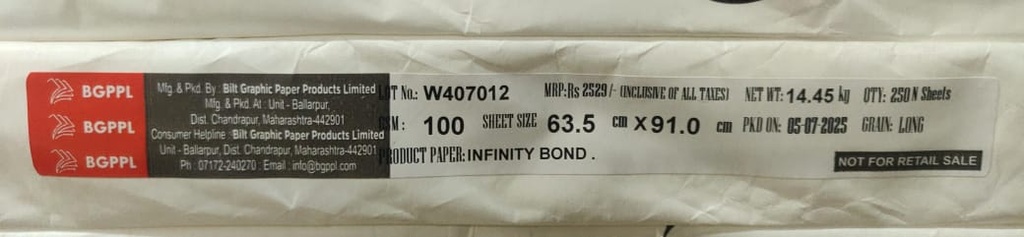 BGPPL
BGPPL
BGPPL
Mfg. & Pkd. By : Bilt Graphic Paper Products Limited
Mfg. & Pkd. At : Unit - Ballarpur,
Dist. Chandrapur, Maharashtra-442901
Consumer Helpline : Bilt Graphic Paper Products Limited
Unit - Ballarpur, Dist. Chandrapur, Maharashtra-442901
Ph : 07172-240270 : Email : info@bgppl.com
OT No.: W407012 MRP:Rs 2529/- (INCLUSIVE OF ALL TAXES) NET WT: 14.45 kg QTY: 250 N Sheets
SM: 100 SHEET SIZE 63.5 cm X 91.0 cm PKD ON: 05-07-2025 GRAIN: LONG
RODUCT PAPER: INFINITY BOND .
NOT FOR RETAIL SALE